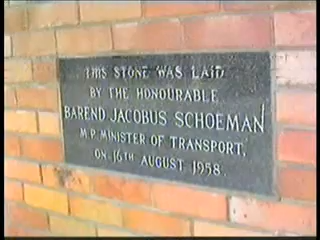 THIS STONE WAS LAID
BY THE HONOURABLE
BAREND JACOBUS SCHOEMAN
M.P. MINISTER OF TRANSPORT,
ON 16TH AUGUST 1958.